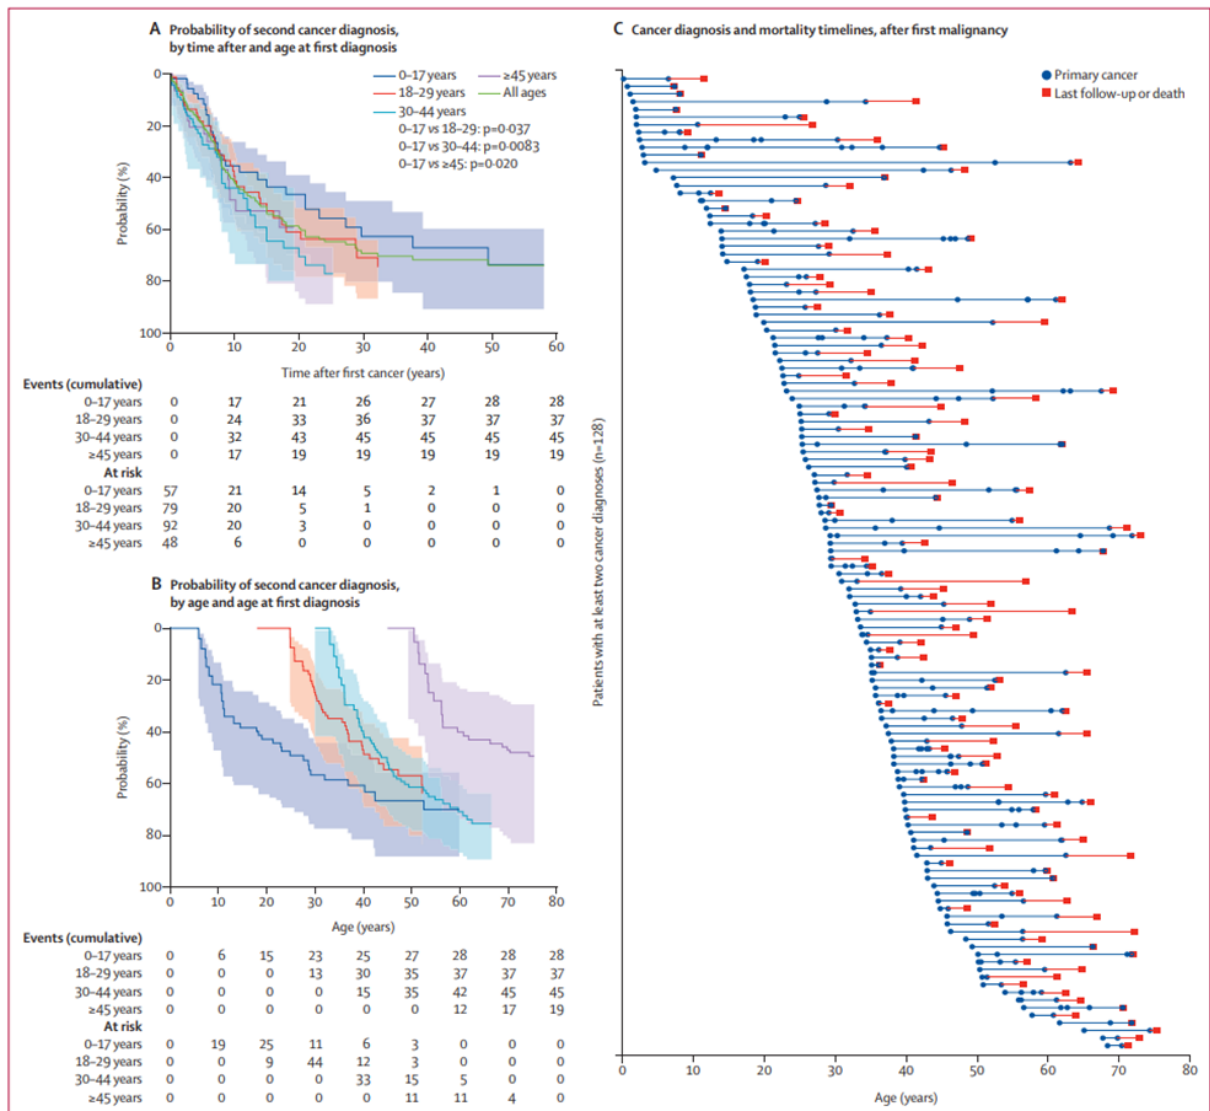 A Probability of second cancer diagnosis,
by time after and age at first diagnosis
0
20
40
60
80
100
Probability (%)
0–17 years
18–29 years
30–44 years
≥45 years
All ages
0–17 vs 18–29: p=0·037
0–17 vs 30–44: p=0·0083
0–17 vs ≥45: p=0·020
0 10 20 30 40 50 60
Time after first cancer (years)
Events (cumulative)
0–17 years 0 17 21 26 27 28 28
18–29 years 0 24 33 36 37 37 37
30–44 years 0 32 43 45 45 45 45
≥45 years 0 17 19 19 19 19 19
At risk
0–17 years 57 21 14 5 2 1 0
18–29 years 79 20 5 1 0 0 0
30–44 years 92 20 3 0 0 0 0
≥45 years 48 6 0 0 0 0 0
B Probability of second cancer diagnosis,
by age and age at first diagnosis
0
20
40
60
80
100
Probability (%)
0 10 20 30 40 50 60 70 80
Age (years)
Events (cumulative)
0–17 years 0 6 15 23 25 27 28 28 28
18–29 years 0 0 0 13 30 35 37 37 37
30–44 years 0 0 0 0 15 35 42 45 45
≥45 years 0 0 0 0 0 0 12 17 19
At risk
0–17 years 0 19 25 11 6 3 0 0 0
18–29 years 0 0 9 44 12 3 0 0 0
30–44 years 0 0 0 0 33 15 5 0 0
≥45 years 0 0 0 0 0 11 11 4 0
C Cancer diagnosis and mortality timelines, after first malignancy
Primary cancer
Last follow-up or death
Patients with at least two cancer diagnoses (n=128)
0 10 20 30 40 50 60 70 80
Age (years)